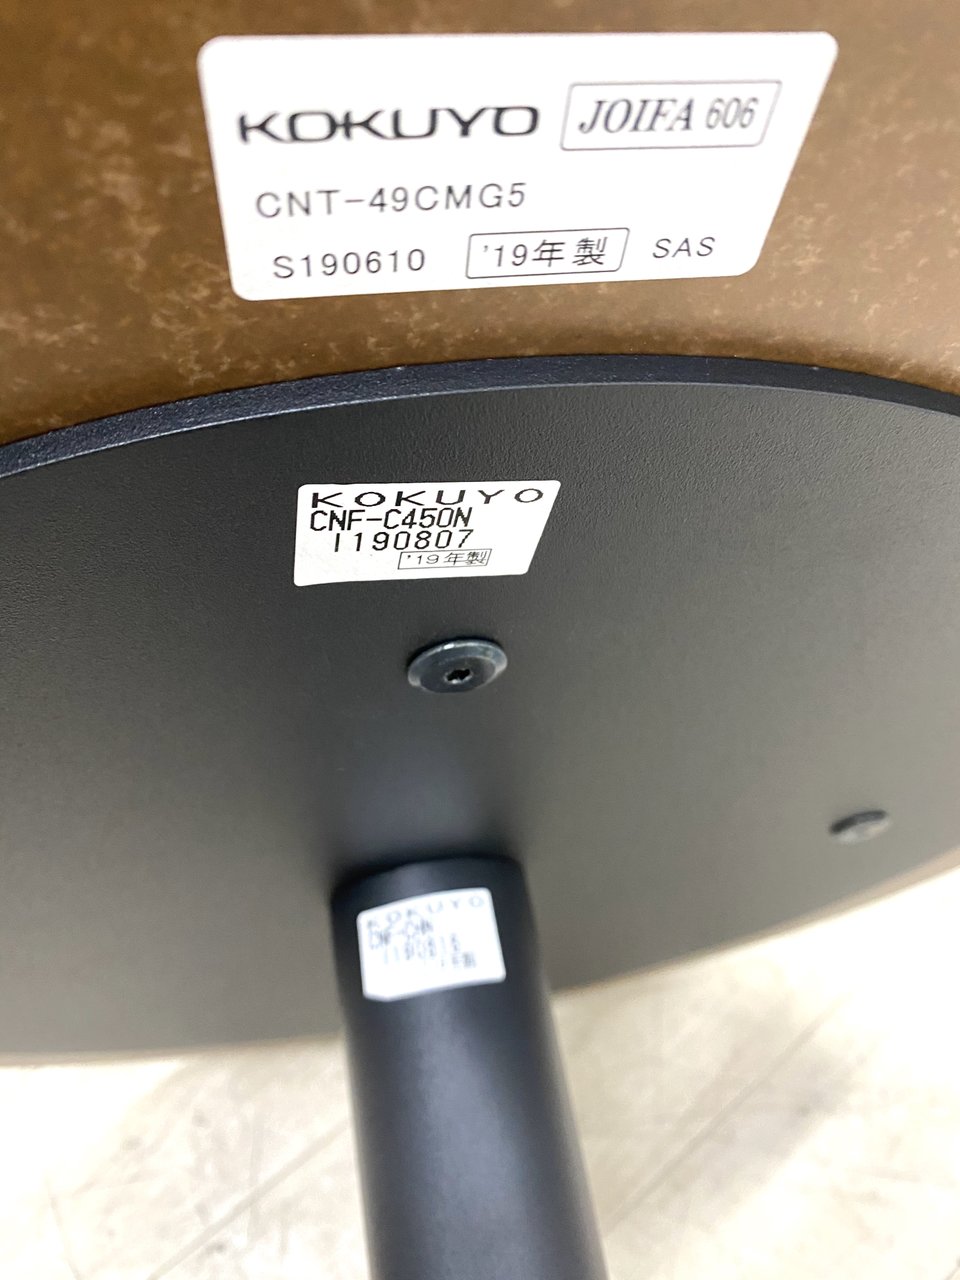 KOKUYO JOIFA 606
CNT-49CMG5
S190610 '19年製 SAS
KOKUYO
CNF-C450N
I190807
'19年製
KOKUYO